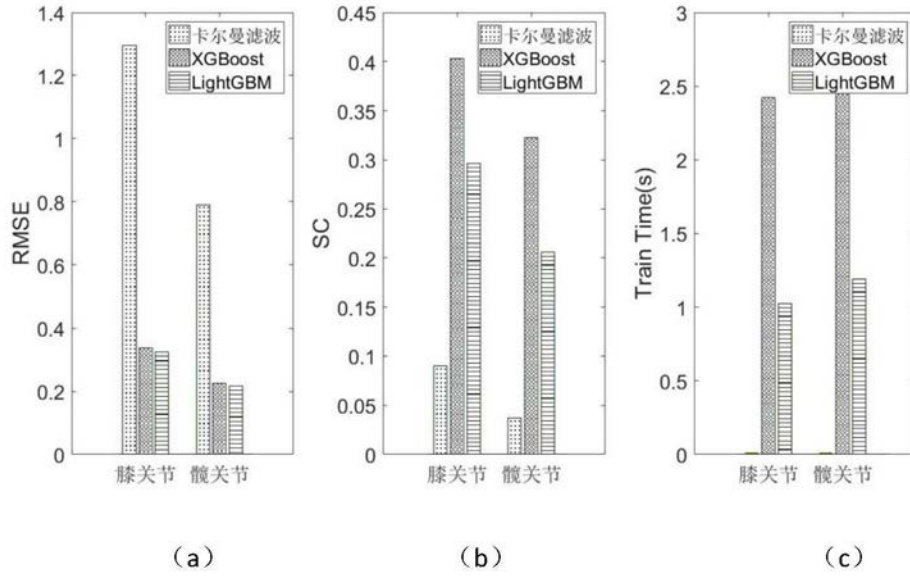 RMSE
1.4
1.2
1
0.8
0.6
0.4
0.2
0
膝关节 髋关节
卡尔曼滤波
XGBoost
LightGBM
(a)
SC
0.45
0.4
0.35
0.3
0.25
0.2
0.15
0.1
0.05
0
膝关节 髋关节
卡尔曼滤波
XGBoost
LightGBM
(b)
Train Time(s)
3
2.5
2
1.5
1
0.5
0
膝关节 髋关节
卡尔曼滤波
XGBoost
LightGBM
(c)